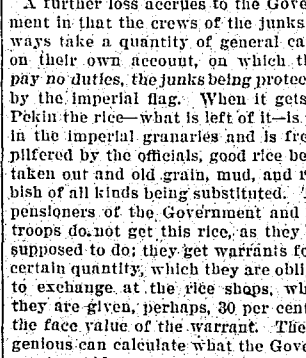 A further loss accrues to the Gove
ment in that the crews of the junks
ways take a quantity of general ca
on their own account, on which th
pay no duties, the junks being protec
by the imperial flag. When it gets
Pekin the rice—what is left of it—is
in the imperial granaries and is fre
pilfered by the officials, good rice be
taken out and old grain, mud, and r
bish of all kinds being substituted.
pensioners of the Government and
troops do not get this rice, as they
supposed to do; they get warrants fo
certain quantity, which they are obli
to exchange at the rice shops, wh
they are given, perhaps, 30 per cent
the face value of the warrant. The
genious can calculate what the Gove